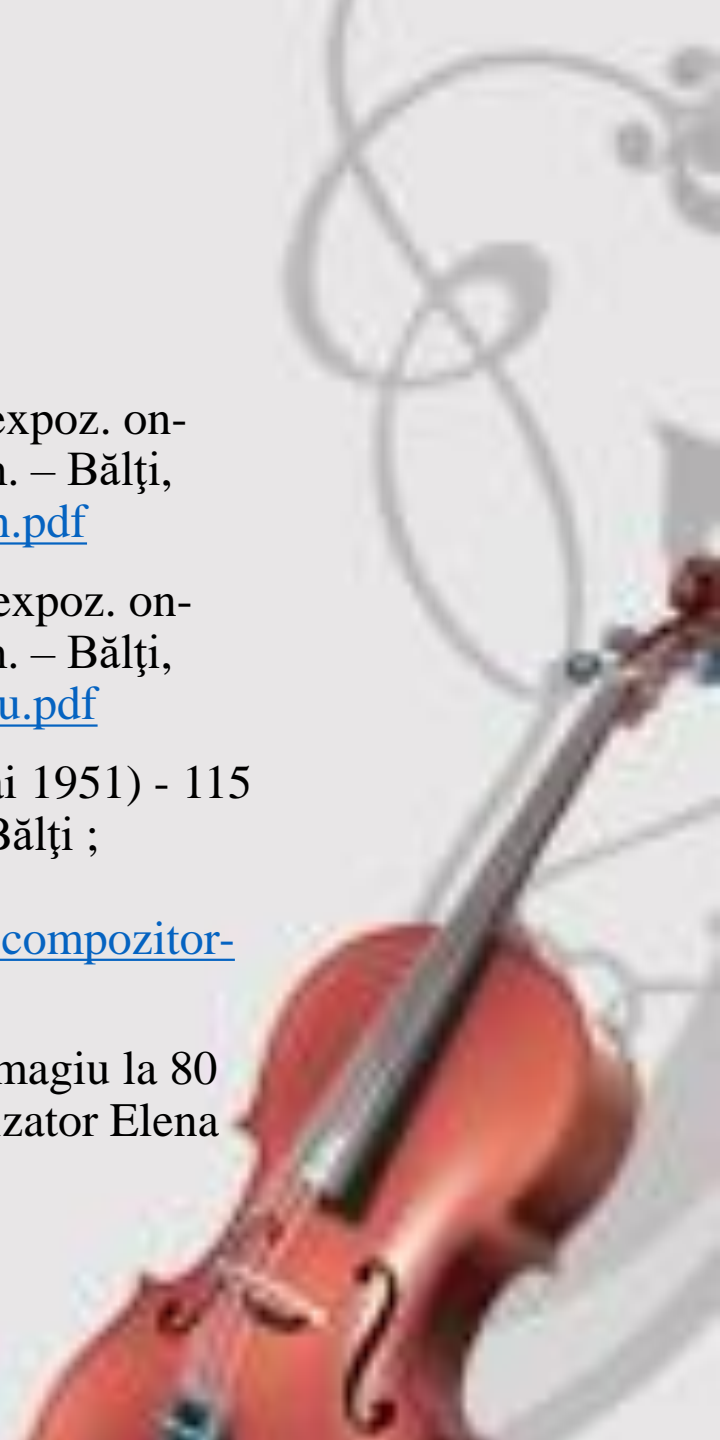 expoz. on-
n. – Bălţi,
n.pdf
expoz. on-
n. – Bălţi,
u.pdf
ai 1951) - 115
Bălţi ;
compozitor-
magiu la 80
zator Elena